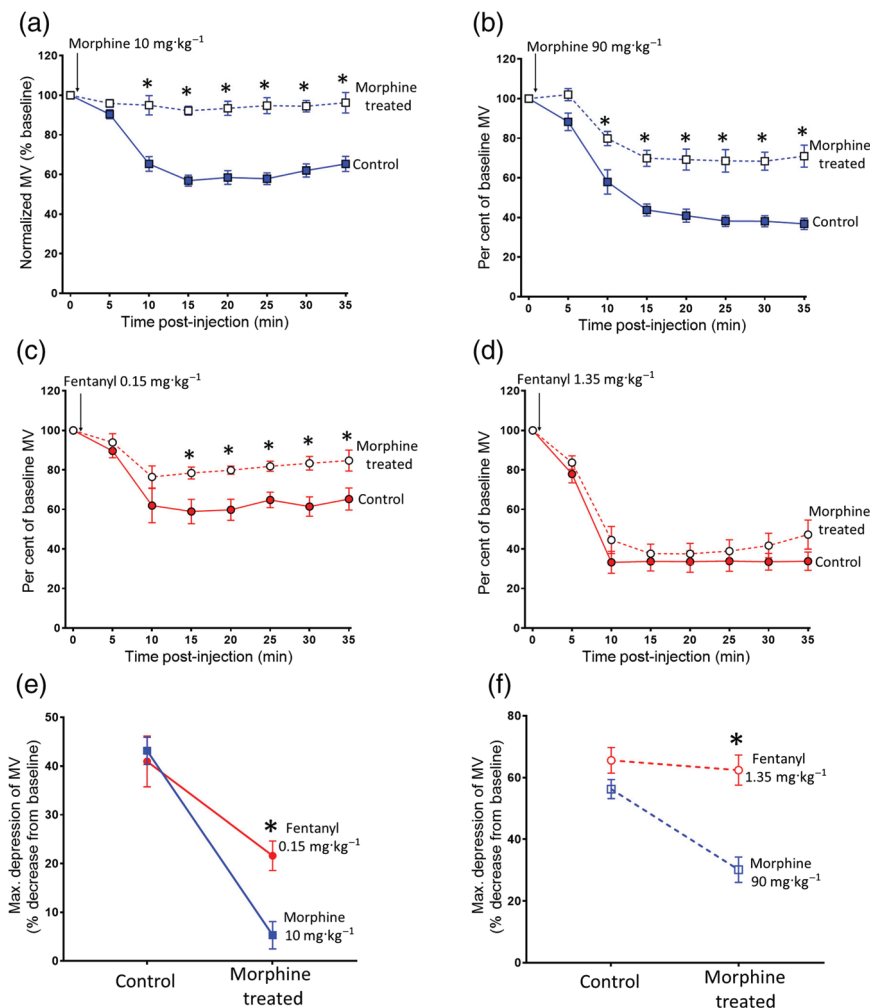 (a)
Morphine 10 mg·kg⁻¹
120
100
80
60
40
20
0
Normalized MV (% baseline)
* * * * * *
Morphine
treated
Control
0 5 10 15 20 25 30 35
Time post-injection (min)
(b)
Morphine 90 mg·kg⁻¹
120
100
80
60
40
20
0
Per cent of baseline MV
* * * * * *
Morphine
treated
Control
0 5 10 15 20 25 30 35
Time post-injection (min)
(c)
Fentanyl 0.15 mg·kg⁻¹
120
100
80
60
40
20
0
Per cent of baseline MV
* * * * *
Morphine
treated
Control
0 5 10 15 20 25 30 35
Time post-injection (min)
(d)
Fentanyl 1.35 mg·kg⁻¹
120
100
80
60
40
20
0
Per cent of baseline MV
Morphine
treated
Control
0 5 10 15 20 25 30 35
Time post-injection (min)
(e)
50
40
30
20
10
0
Max. depression of MV
(% decrease from baseline)
*
Fentanyl
0.15 mg·kg⁻¹
Morphine
10 mg·kg⁻¹
Control
Morphine
treated
(f)
80
60
40
20
0
Max. depression of MV
(% decrease from baseline)
*
Fentanyl
1.35 mg·kg⁻¹
Morphine
90 mg·kg⁻¹
Control
Morphine
treated